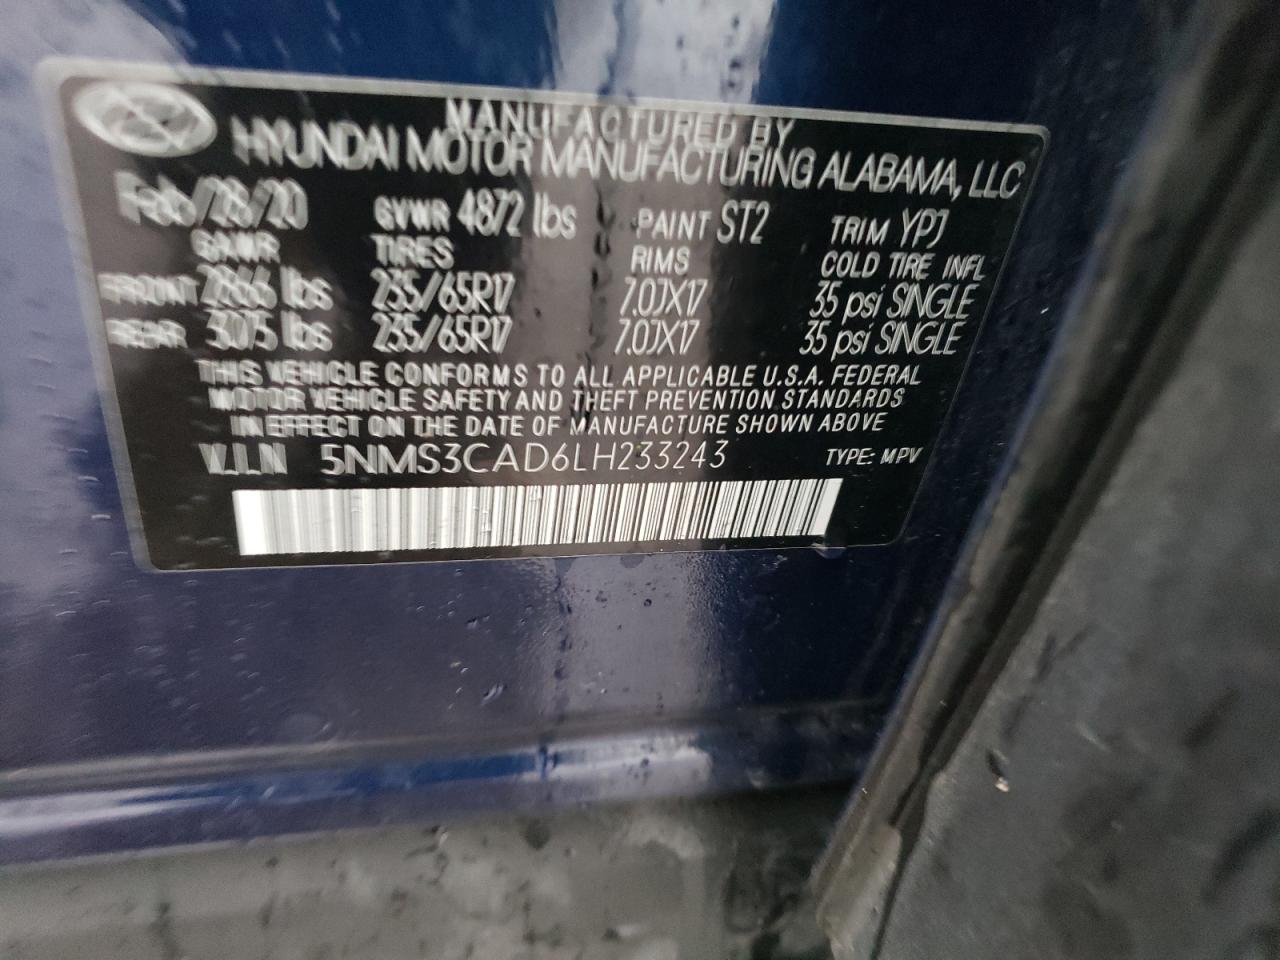 MANUFACTURED BY
HYUNDAI MOTOR MANUFACTURING ALABAMA, LLC
Feb/28/20 GVWR 4872 lbs PAINT ST2 TRIM YPJ
GAWR TIRES RIMS COLD TIRE INFL
FRONT 2866 lbs 235/65R17 7.0JX17 35 psi SINGLE
REAR 3075 lbs 235/65R17 7.0JX17 35 psi SINGLE
THIS VEHICLE CONFORMS TO ALL APPLICABLE U.S.A. FEDERAL
MOTOR VEHICLE SAFETY AND THEFT PREVENTION STANDARDS
IN EFFECT ON THE DATE OF MANUFACTURE SHOWN ABOVE
V.I.N 5NMS3CAD6LH233243 TYPE: MPV